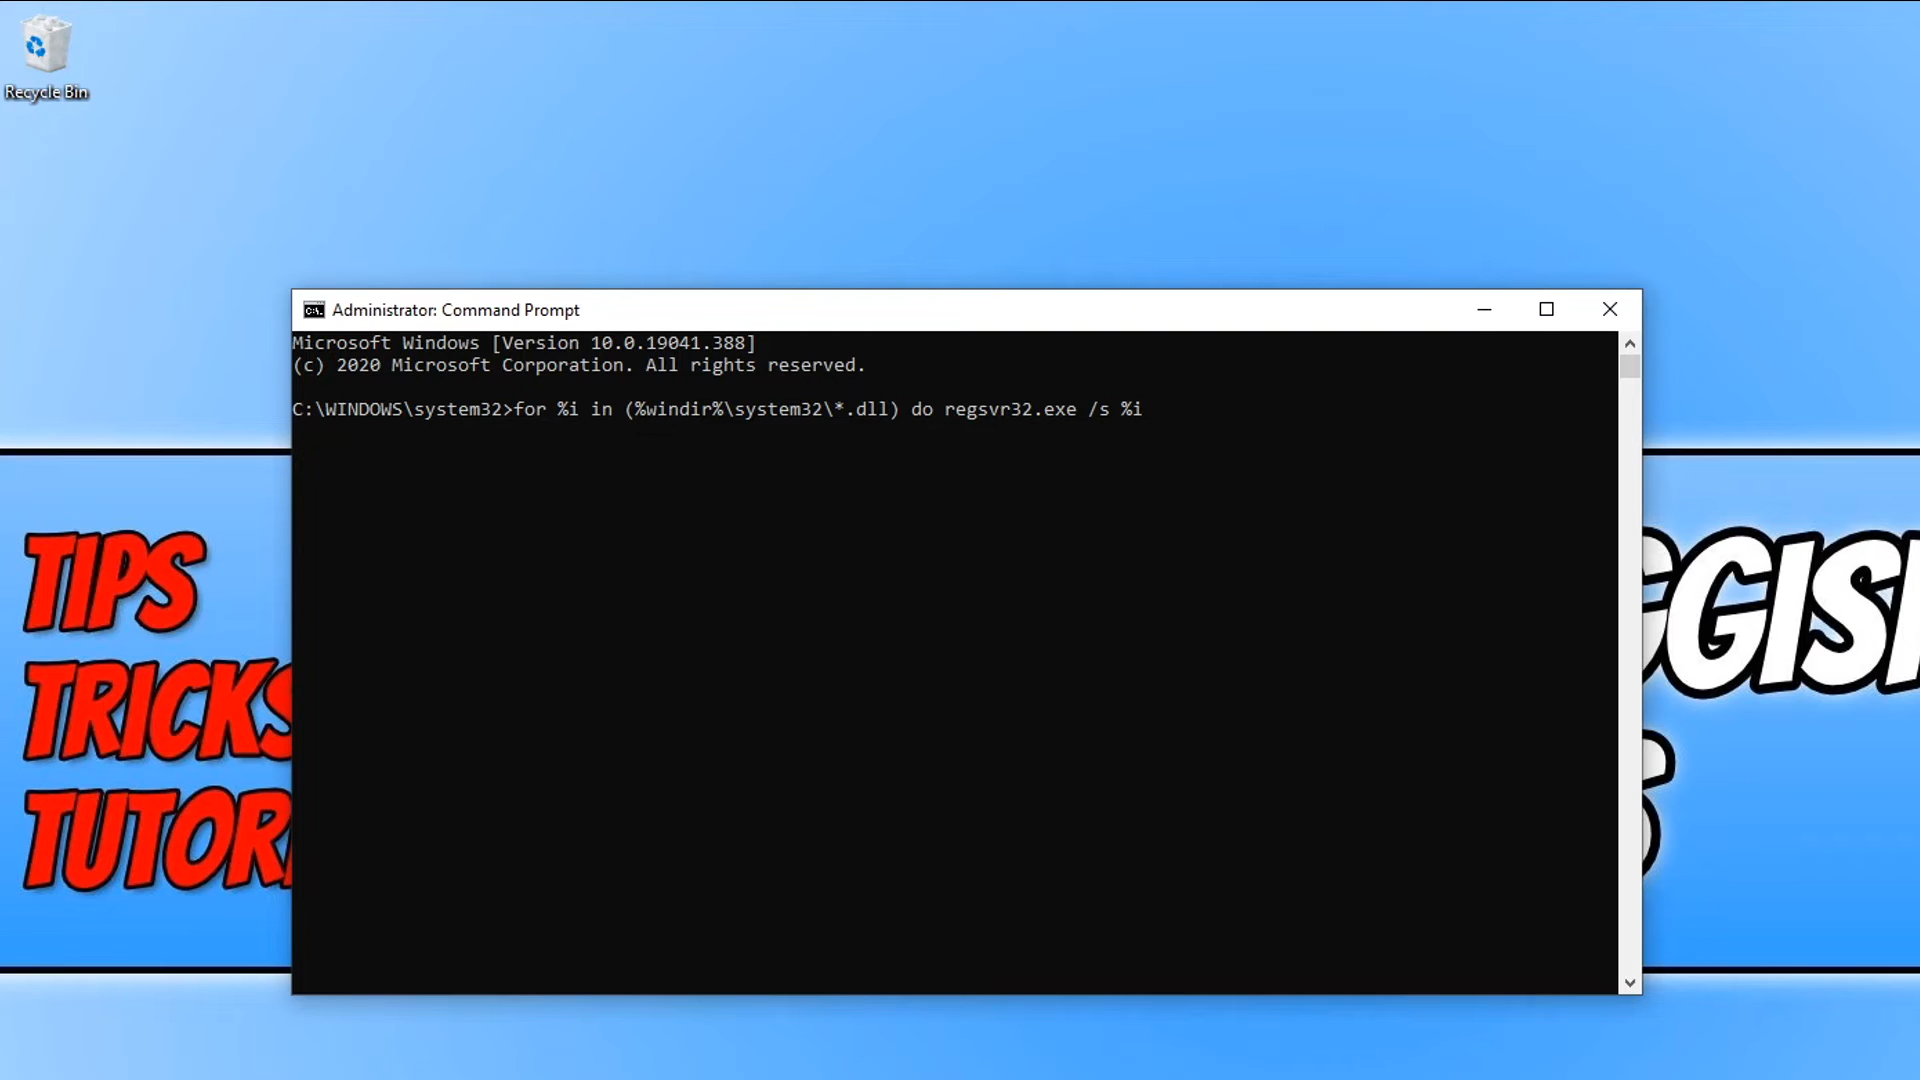 Recycle Bin
Administrator: Command Prompt
Microsoft Windows [Version 10.0.19041.388]
(c) 2020 Microsoft Corporation. All rights reserved.
C:\WINDOWS\system32>for %i in (%windir%\system32\*.dll) do regsvr32.exe /s %i
TIPS
TRICKS
TUTOR
GGIS